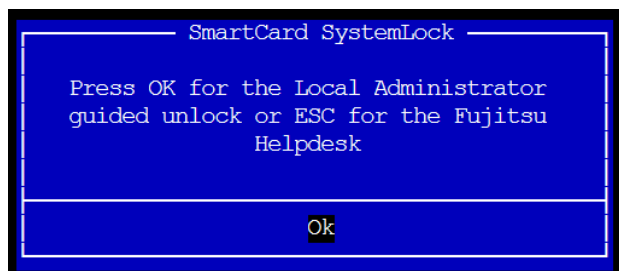 SmartCard SystemLock
Press OK for the Local Administrator
guided unlock or ESC for the Fujitsu
Helpdesk
Ok